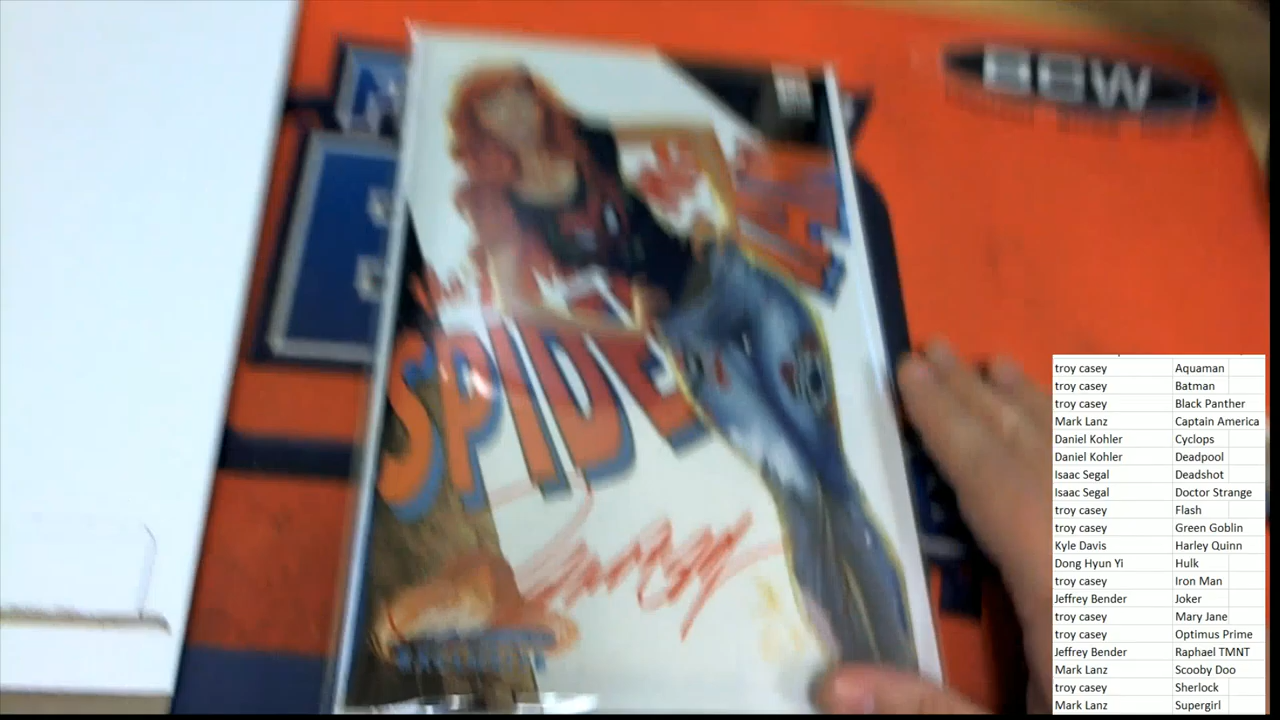 BCW
SPIDE
EXCLUSIVE
troy casey Aquaman
troy casey Batman
troy casey Black Panther
Mark Lanz Captain America
Daniel Kohler Cyclops
Daniel Kohler Deadpool
Isaac Segal Deadshot
Isaac Segal Doctor Strange
troy casey Flash
troy casey Green Goblin
Kyle Davis Harley Quinn
Dong Hyun Yi Hulk
troy casey Iron Man
Jeffrey Bender Joker
troy casey Mary Jane
troy casey Optimus Prime
Jeffrey Bender Raphael TMNT
Mark Lanz Scooby Doo
troy casey Sherlock
Mark Lanz Supergirl